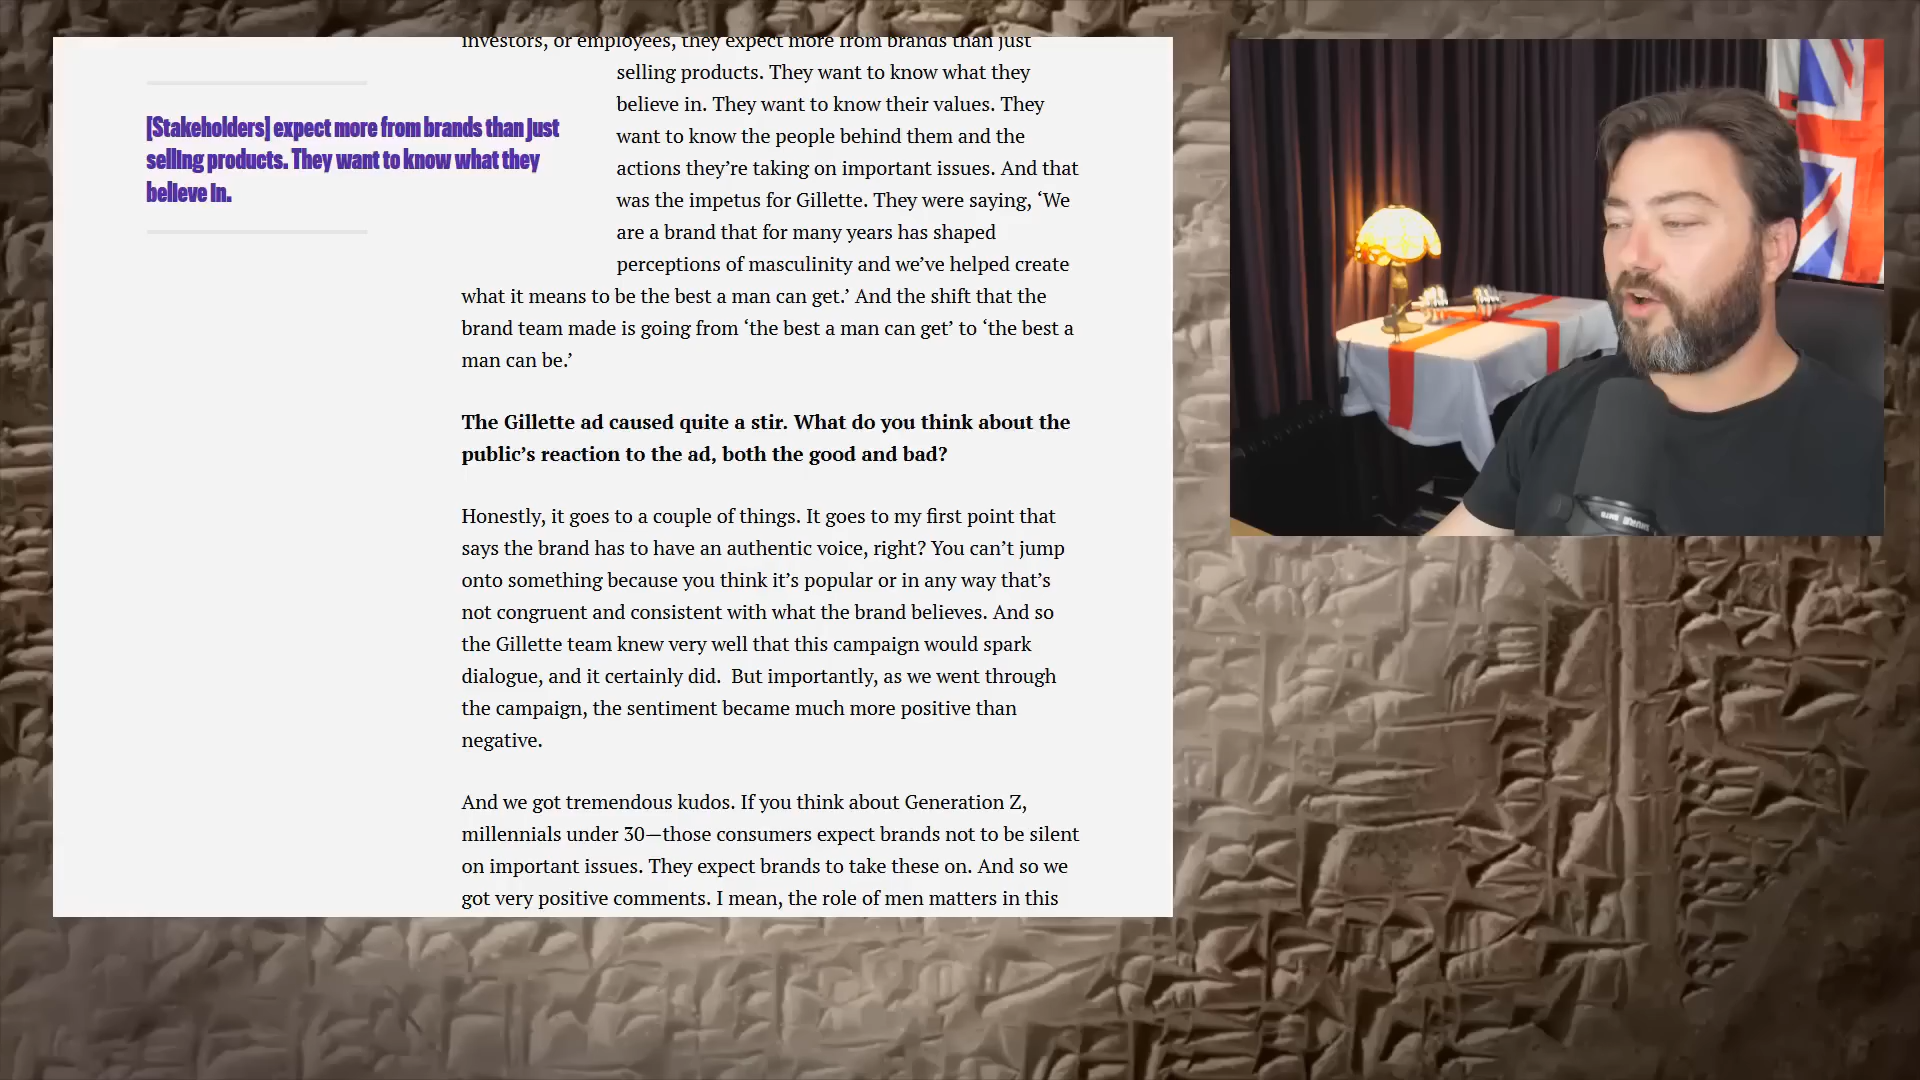 investors, or employees, they expect more from brands than just
selling products. They want to know what they
believe in. They want to know their values. They
want to know the people behind them and the
actions they’re taking on important issues. And that
was the impetus for Gillette. They were saying, ‘We
are a brand that for many years has shaped
perceptions of masculinity and we’ve helped create
what it means to be the best a man can get.’ And the shift that the
brand team made is going from ‘the best a man can get’ to ‘the best a
man can be.’
[Stakeholders] expect more from brands than just
selling products. They want to know what they
believe in.
The Gillette ad caused quite a stir. What do you think about the
public’s reaction to the ad, both the good and bad?
Honestly, it goes to a couple of things. It goes to my first point that
says the brand has to have an authentic voice, right? You can’t jump
onto something because you think it’s popular or in any way that’s
not congruent and consistent with what the brand believes. And so
the Gillette team knew very well that this campaign would spark
dialogue, and it certainly did.  But importantly, as we went through
the campaign, the sentiment became much more positive than
negative.
And we got tremendous kudos. If you think about Generation Z,
millennials under 30—those consumers expect brands not to be silent
on important issues. They expect brands to take these on. And so we
got very positive comments. I mean, the role of men matters in this